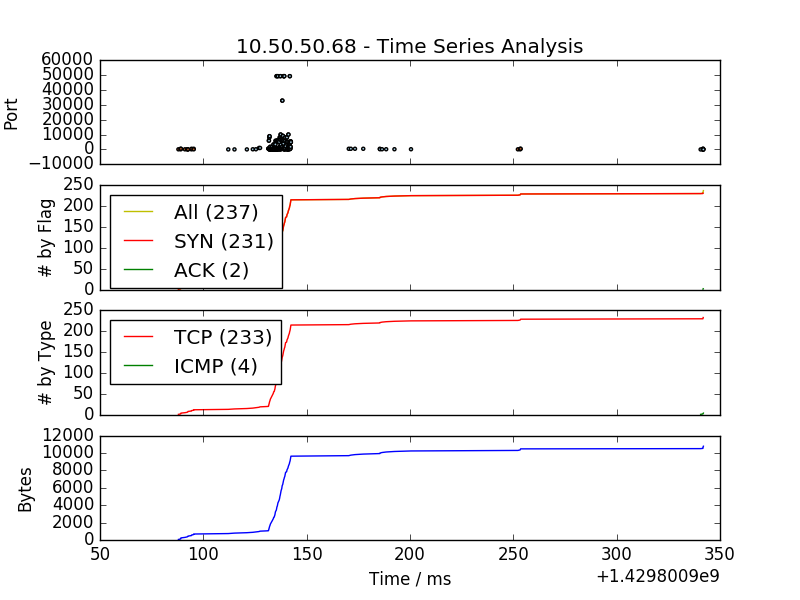 10.50.50.68 - Time Series Analysis
60000
50000
40000
30000
20000
10000
0
−10000
Port
250
200
150
100
50
0
# by Flag
All (237)
SYN (231)
ACK (2)
250
200
150
100
50
0
# by Type
TCP (233)
ICMP (4)
12000
10000
8000
6000
4000
2000
0
Bytes
50 100 150 200 250 300 350
Time / ms
+1.4298009e9